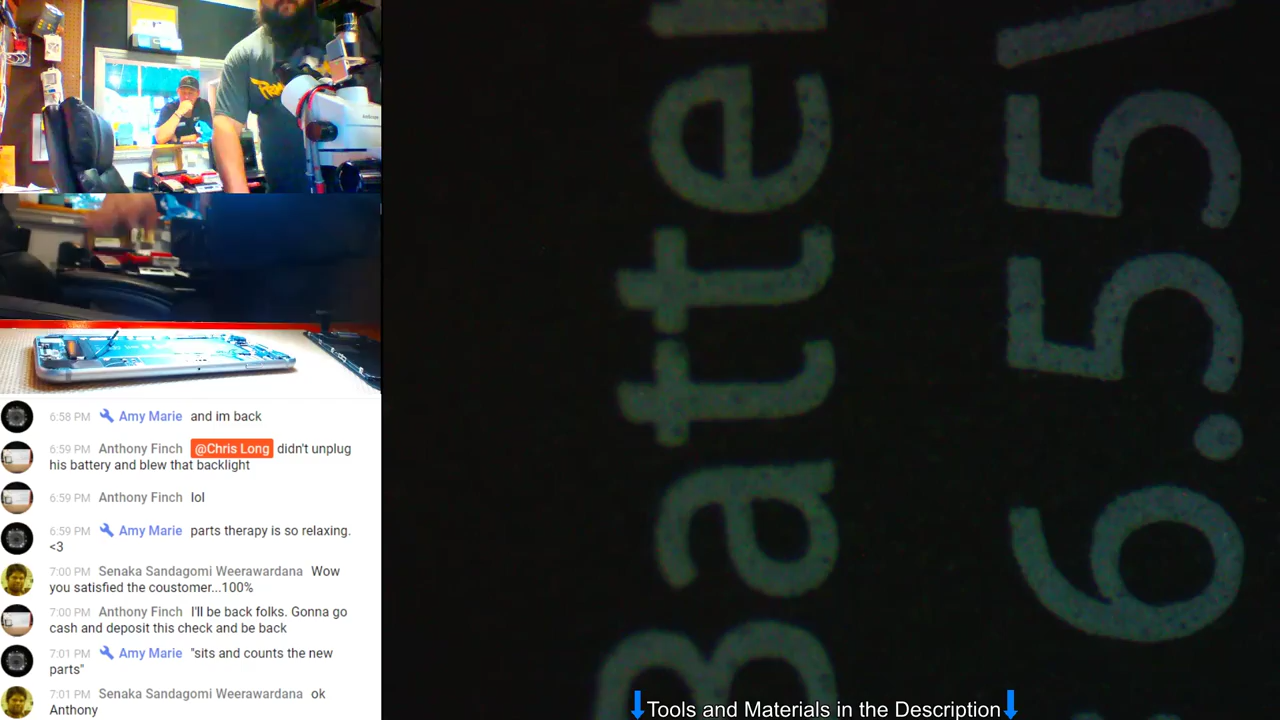 6:58 PM Amy Marie and im back
6:59 PM Anthony Finch @Chris Long didn't unplug
his battery and blew that backlight
6:59 PM Anthony Finch lol
6:59 PM Amy Marie parts therapy is so relaxing.
<3
7:00 PM Senaka Sandagomi Weerawardana Wow
you satisfied the coustomer...100%
7:00 PM Anthony Finch I'll be back folks. Gonna go
cash and deposit this check and be back
7:01 PM Amy Marie "sits and counts the new
parts"
7:01 PM Senaka Sandagomi Weerawardana ok
Anthony
Batte
6.55
Tools and Materials in the Description